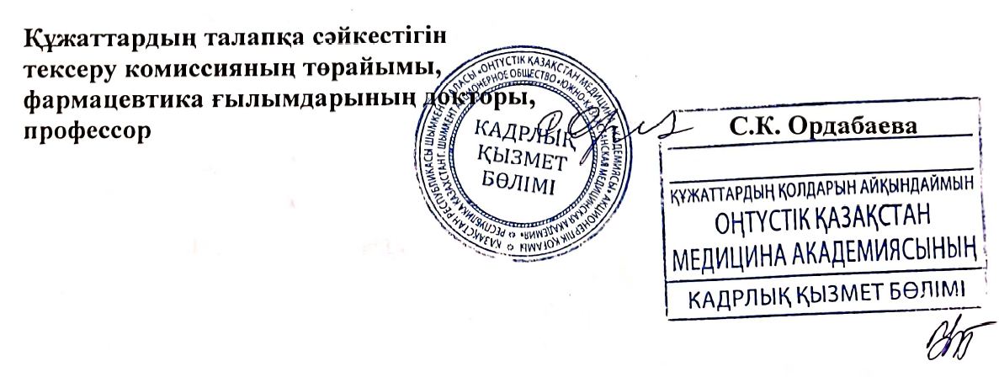 Құжаттардың талапқа сәйкестігін
тексеру комиссияның төрайымы,
фармацевтика ғылымдарының докторы,
профессор
С.К. Ордабаева
ҚАЗАҚСТАН РЕСПУБЛИКАСЫ ШЫМКЕНТ ҚАЛАСЫ «ОҢТҮСТІК ҚАЗАҚСТАН МЕДИЦИНА АКАДЕМИЯСЫ» АКЦИОНЕРЛІК ҚОҒАМЫ
РЕСПУБЛИКА КАЗАХСТАН Г. ШЫМКЕНТ АКЦИОНЕРНОЕ ОБЩЕСТВО «ЮЖНО-КАЗАХСТАНСКАЯ МЕДИЦИНСКАЯ АКАДЕМИЯ»
КАДРЛЫҚ
ҚЫЗМЕТ
БӨЛІМІ
ҚҰЖАТТАРДЫҢ ҚОЛДАРЫН АЙҚЫНДАЙМЫН
ОҢТҮСТІК ҚАЗАҚСТАН
МЕДИЦИНА АКАДЕМИЯСЫНЫҢ
КАДРЛЫҚ ҚЫЗМЕТ БӨЛІМІ